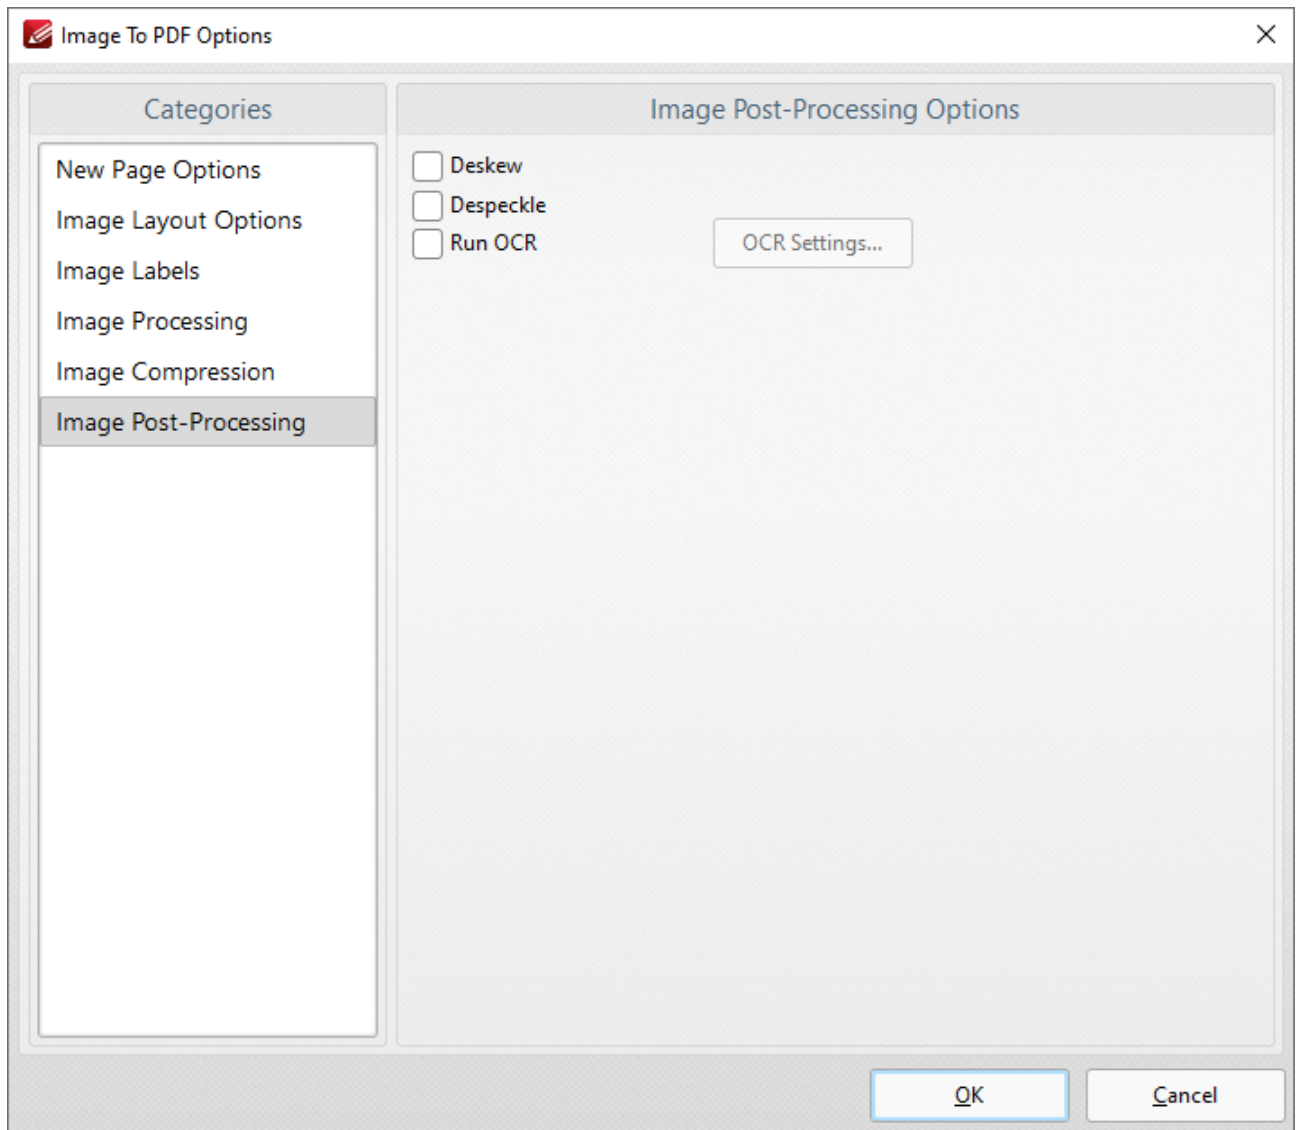 Image To PDF Options
Categories
New Page Options
Image Layout Options
Image Labels
Image Processing
Image Compression
Image Post-Processing
Image Post-Processing Options
Deskew
Despeckle
Run OCR
OCR Settings...
OK
Cancel